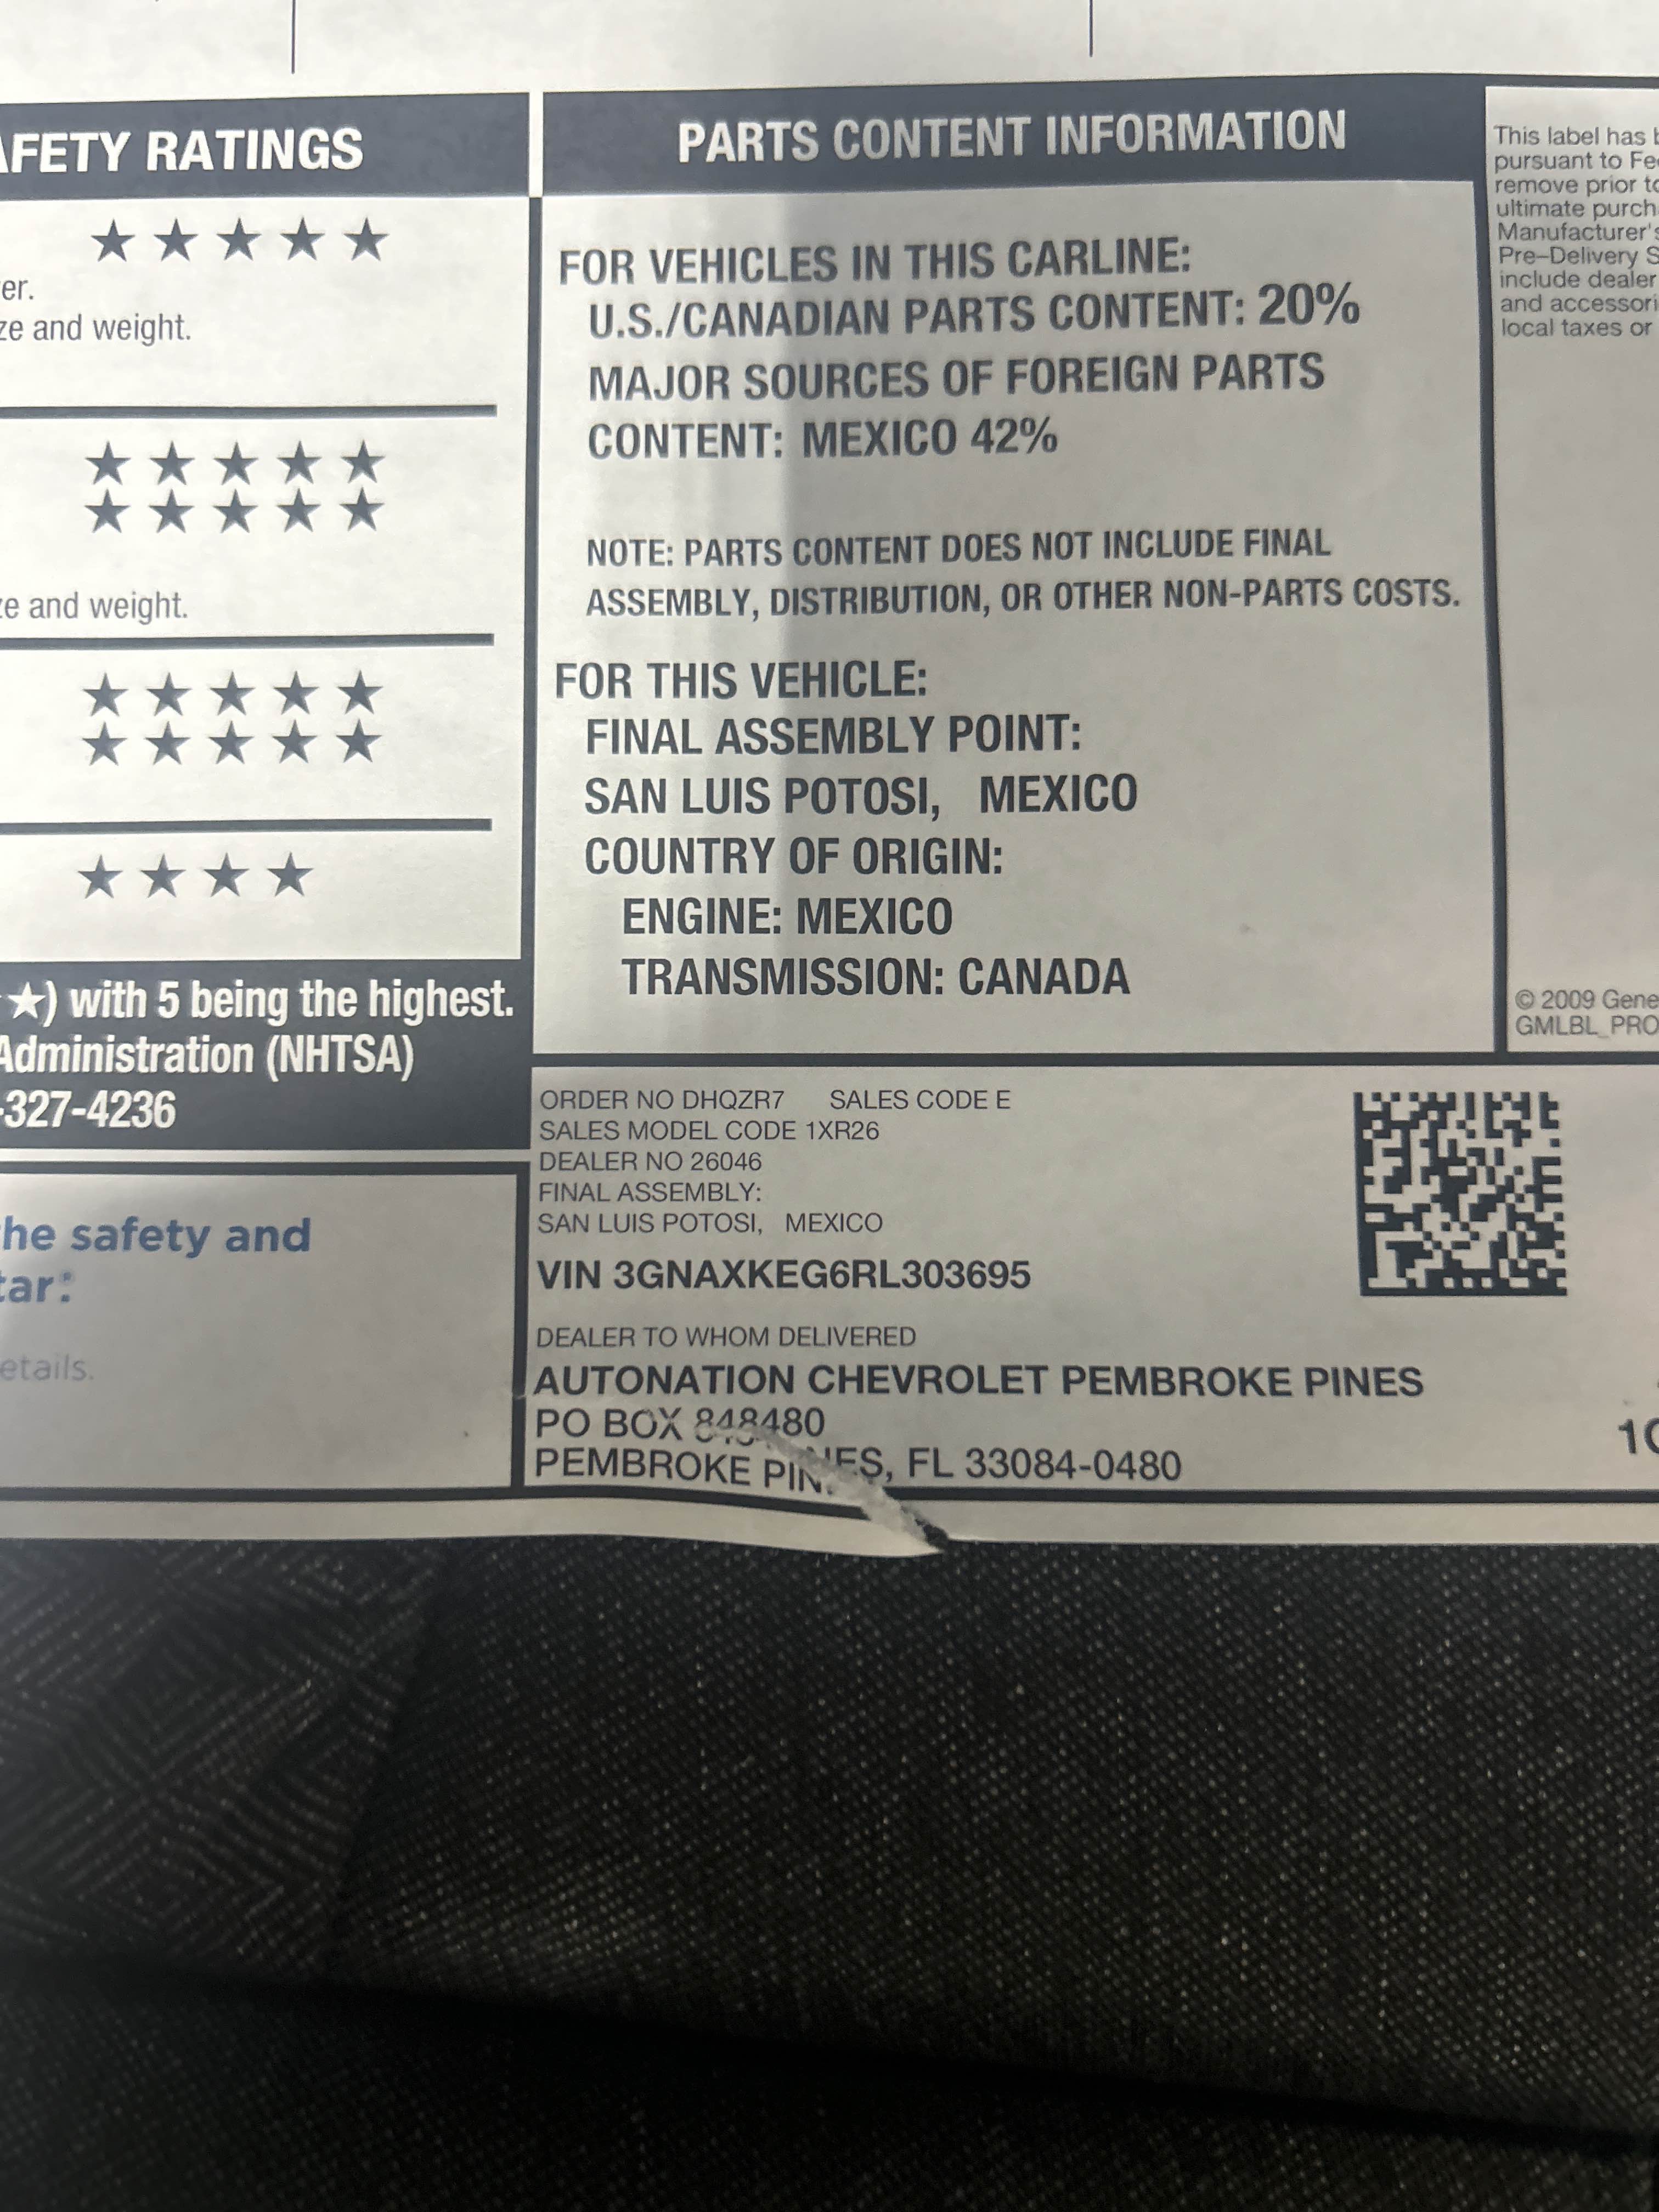 AFETY RATINGS
★ ★ ★ ★ ★
er.
ze and weight.
★ ★ ★ ★ ★
★ ★ ★ ★ ★
ze and weight.
★ ★ ★ ★ ★
★ ★ ★ ★ ★
★ ★ ★ ★
★) with 5 being the highest.
Administration (NHTSA)
-327-4236
he safety and
tar:
etails.
PARTS CONTENT INFORMATION
FOR VEHICLES IN THIS CARLINE:
U.S./CANADIAN PARTS CONTENT: 20%
MAJOR SOURCES OF FOREIGN PARTS
CONTENT: MEXICO 42%
NOTE: PARTS CONTENT DOES NOT INCLUDE FINAL
ASSEMBLY, DISTRIBUTION, OR OTHER NON-PARTS COSTS.
FOR THIS VEHICLE:
FINAL ASSEMBLY POINT:
SAN LUIS POTOSI, MEXICO
COUNTRY OF ORIGIN:
ENGINE: MEXICO
TRANSMISSION: CANADA
This label has b
pursuant to Fe
remove prior to
ultimate purch
Manufacturer's
Pre-Delivery S
include dealer
and accessori
local taxes or
© 2009 Gene
GMLBL_PRO
ORDER NO DHQZR7 SALES CODE E
SALES MODEL CODE 1XR26
DEALER NO 26046
FINAL ASSEMBLY:
SAN LUIS POTOSI, MEXICO
VIN 3GNAXKEG6RL303695
DEALER TO WHOM DELIVERED
AUTONATION CHEVROLET PEMBROKE PINES
PO BOX 848480
PEMBROKE PINES, FL 33084-0480